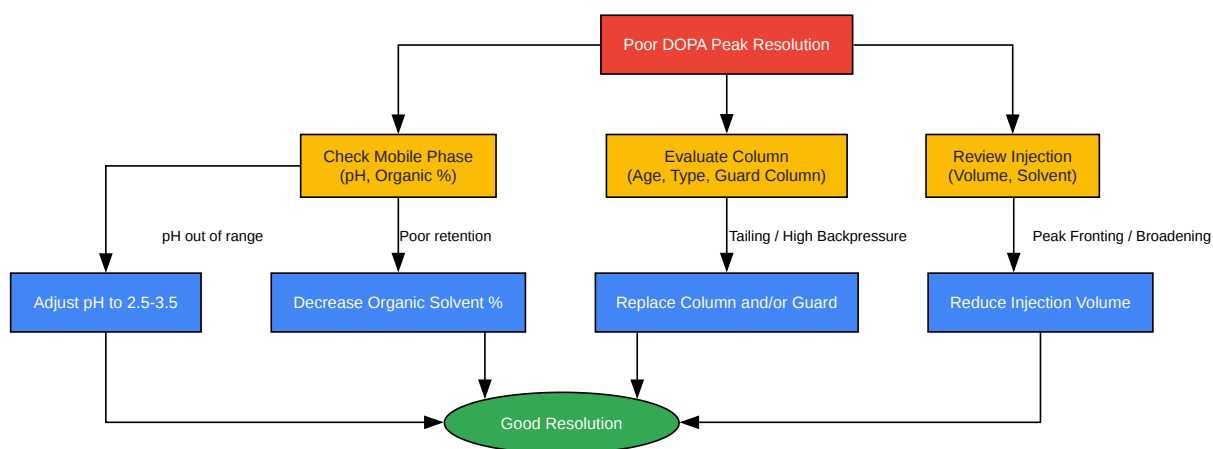 Poor DOPA Peak Resolution
Check Mobile Phase
(pH, Organic %)
Evaluate Column
(Age, Type, Guard Column)
Review Injection
(Volume, Solvent)
pH out of range
Poor retention
Tailing / High Backpressure
Peak Fronting / Broadening
Adjust pH to 2.5-3.5
Decrease Organic Solvent %
Replace Column and/or Guard
Reduce Injection Volume
Good Resolution